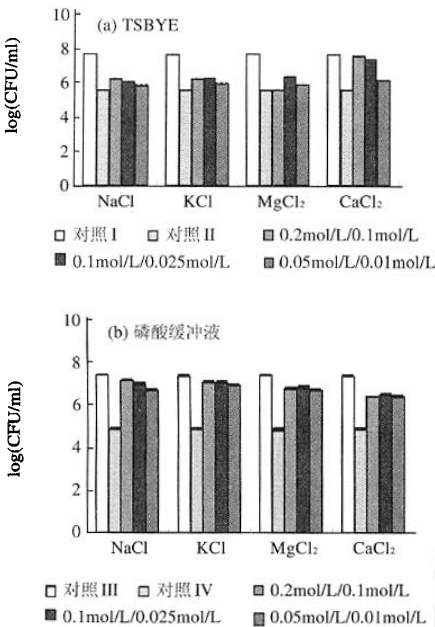 (a) TSBYE
log(CFU/ml)
10
8
6
4
2
0
NaCl KCl MgCl₂ CaCl₂
□ 对照 I □ 对照 II ■ 0.2mol/L/0.1mol/L
■ 0.1mol/L/0.025mol/L ■ 0.05mol/L/0.01mol/L
(b) 磷酸缓冲液
log(CFU/ml)
10
8
6
4
2
0
NaCl KCl MgCl₂ CaCl₂
□ 对照 III □ 对照 IV ■ 0.2mol/L/0.1mol/L
■ 0.1mol/L/0.025mol/L ■ 0.05mol/L/0.01mol/L